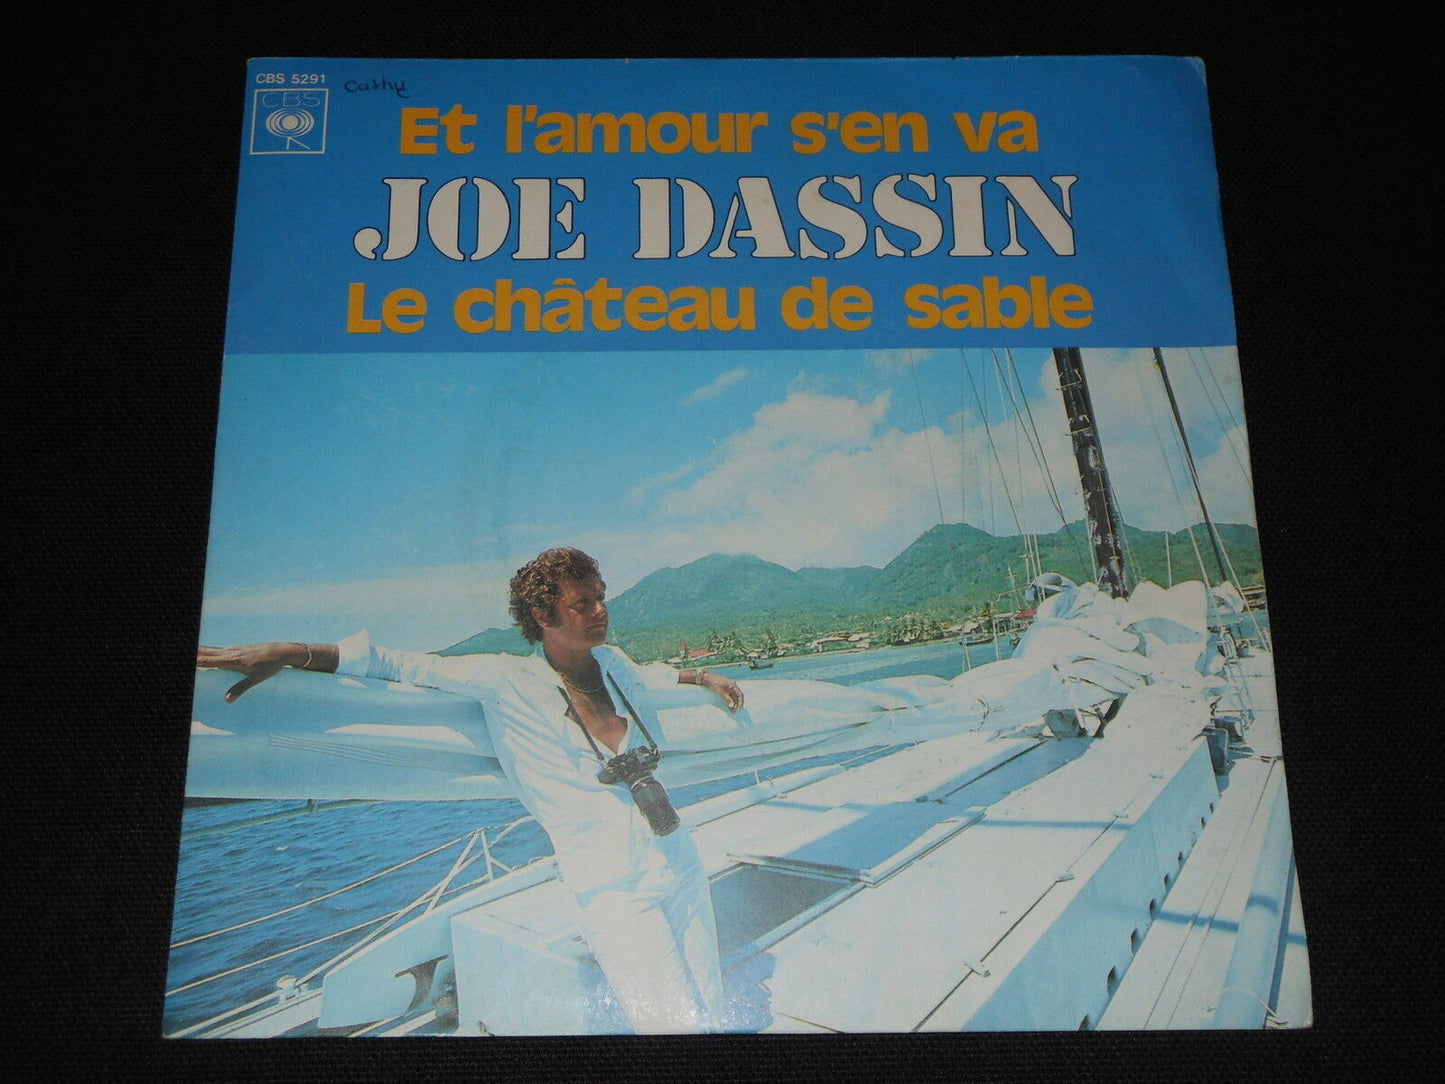 CBS 5291
Cathy
CBS
Et l'amour s'en va
JOE DASSIN
Le château de sable